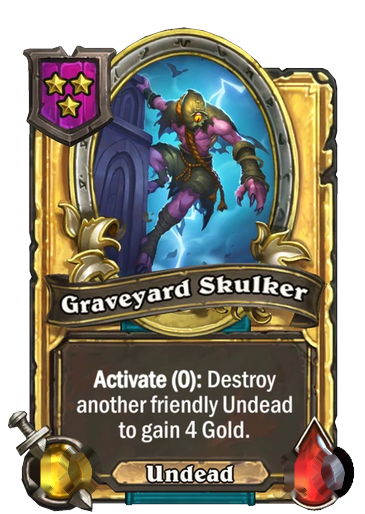 Graveyard Skulker
Activate (0): Destroy
another friendly Undead
to gain 4 Gold.
Undead